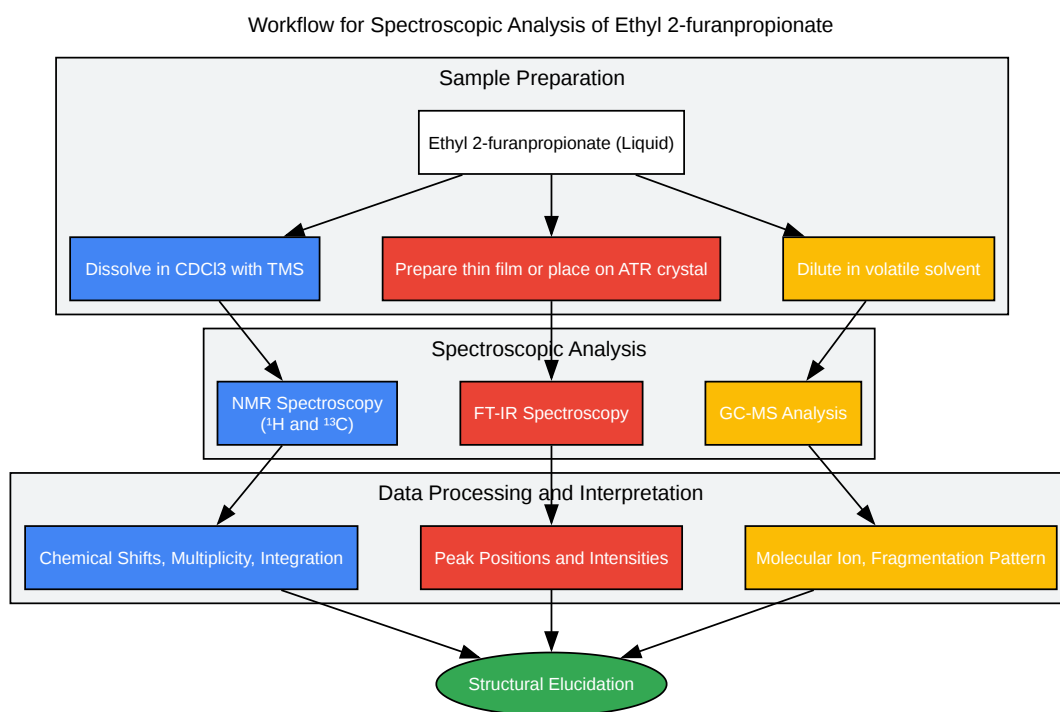 Workflow for Spectroscopic Analysis of Ethyl 2-furanpropionate
Sample Preparation
Ethyl 2-furanpropionate (Liquid)
Dissolve in CDCl3 with TMS
Prepare thin film or place on ATR crystal
Dilute in volatile solvent
Spectroscopic Analysis
NMR Spectroscopy
(¹H and ¹³C)
FT-IR Spectroscopy
GC-MS Analysis
Data Processing and Interpretation
Chemical Shifts, Multiplicity, Integration
Peak Positions and Intensities
Molecular Ion, Fragmentation Pattern
Structural Elucidation